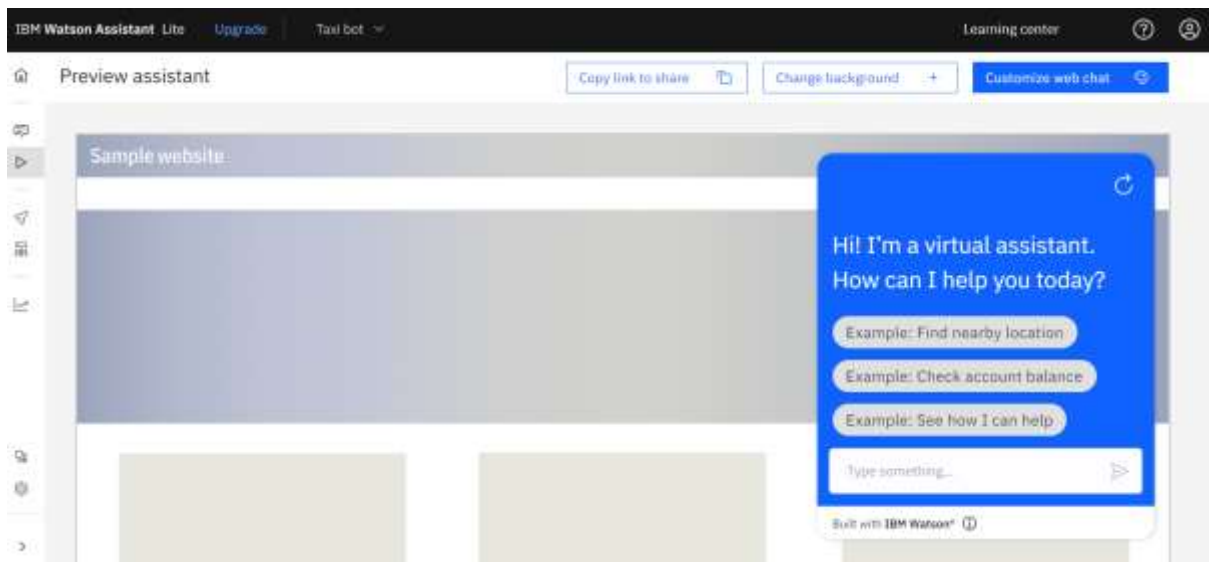 IBM Watson Assistant Lite Upgrade Taxi bot Learning center
Preview assistant Copy link to share Change background + Customize web chat
Sample website
Hi! I'm a virtual assistant.
How can I help you today?
Example: Find nearby location
Example: Check account balance
Example: See how I can help
Type something...
Built with IBM Watson®